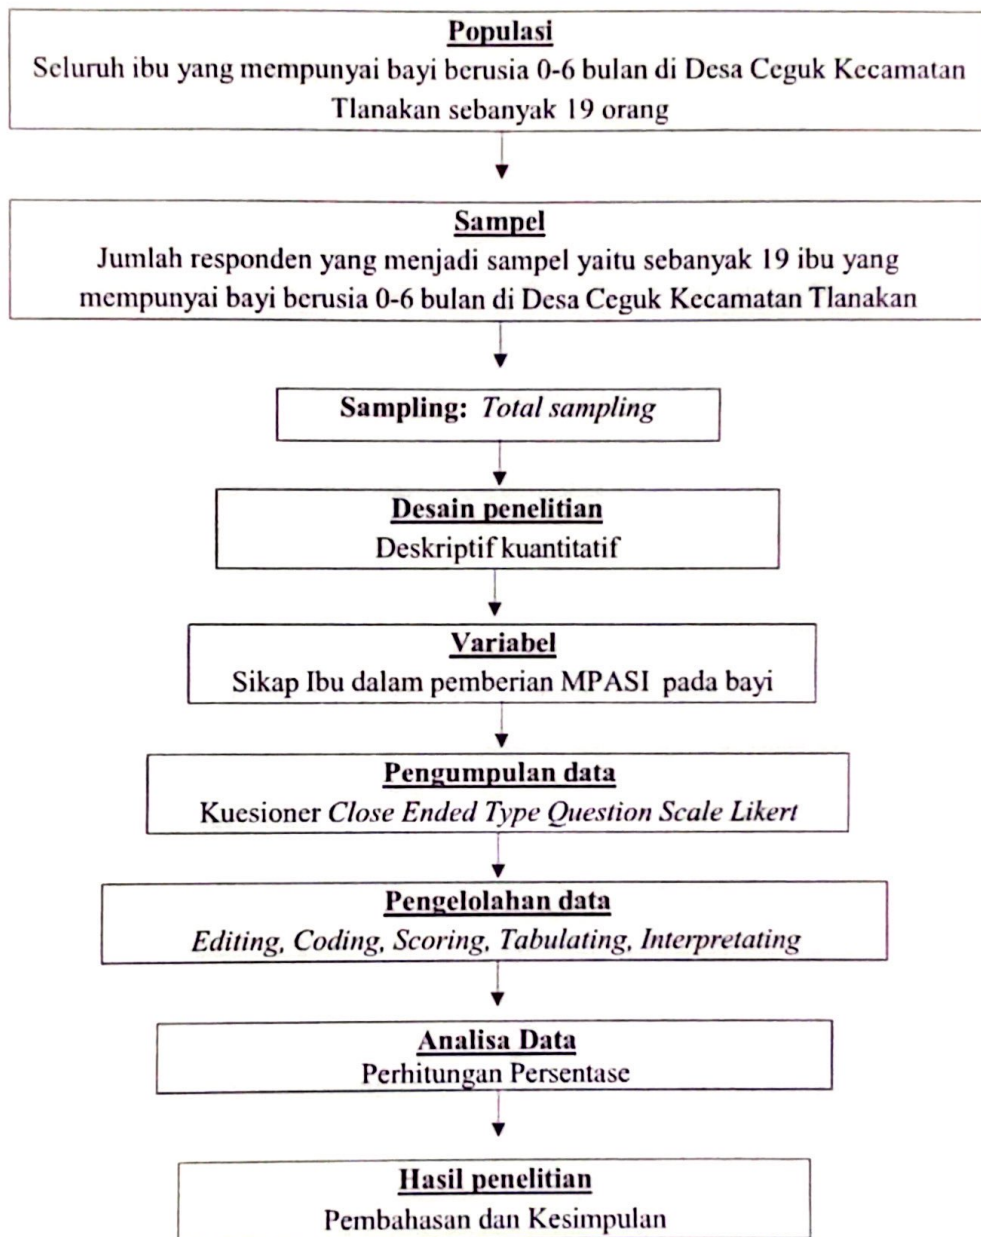 Populasi
Seluruh ibu yang mempunyai bayi berusia 0-6 bulan di Desa Ceguk Kecamatan
Tlanakan sebanyak 19 orang
Sampel
Jumlah responden yang menjadi sampel yaitu sebanyak 19 ibu yang
mempunyai bayi berusia 0-6 bulan di Desa Ceguk Kecamatan Tlanakan
Sampling: Total sampling
Desain penelitian
Deskriptif kuantitatif
Variabel
Sikap Ibu dalam pemberian MPASI pada bayi
Pengumpulan data
Kuesioner Close Ended Type Question Scale Likert
Pengelolahan data
Editing, Coding, Scoring, Tabulating, Interpretating
Analisa Data
Perhitungan Persentase
Hasil penelitian
Pembahasan dan Kesimpulan